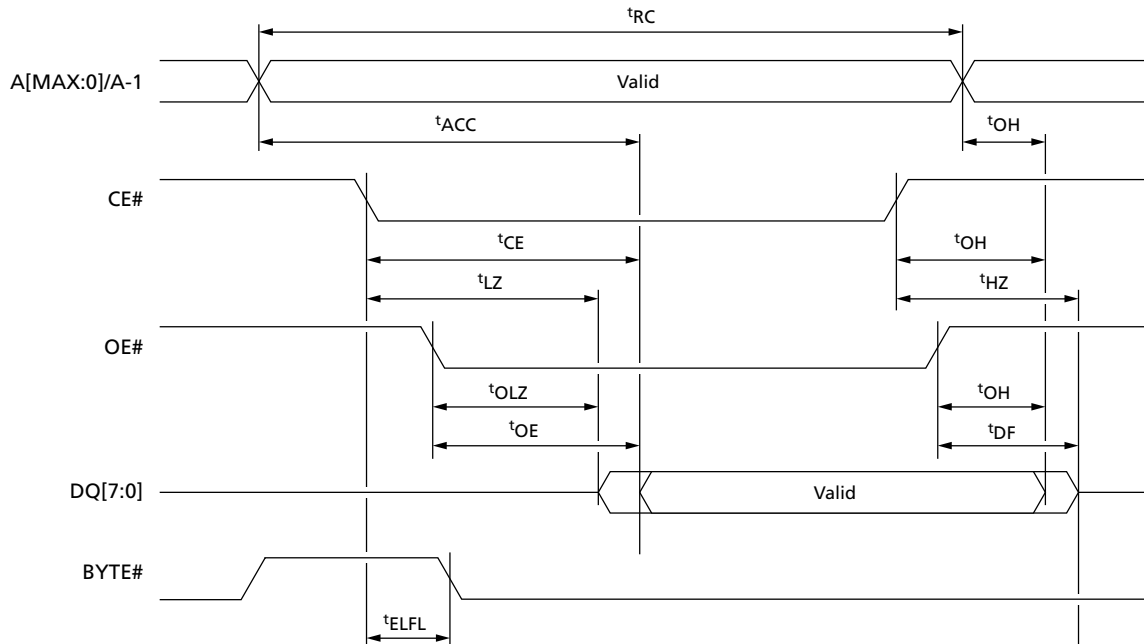 tRC
A[MAX:0]/A-1
Valid
tACC
tOH
CE#
tCE
tOH
tLZ
tHZ
OE#
tOLZ
tOH
tOE
tDF
DQ[7:0]
Valid
BYTE#
tELFL